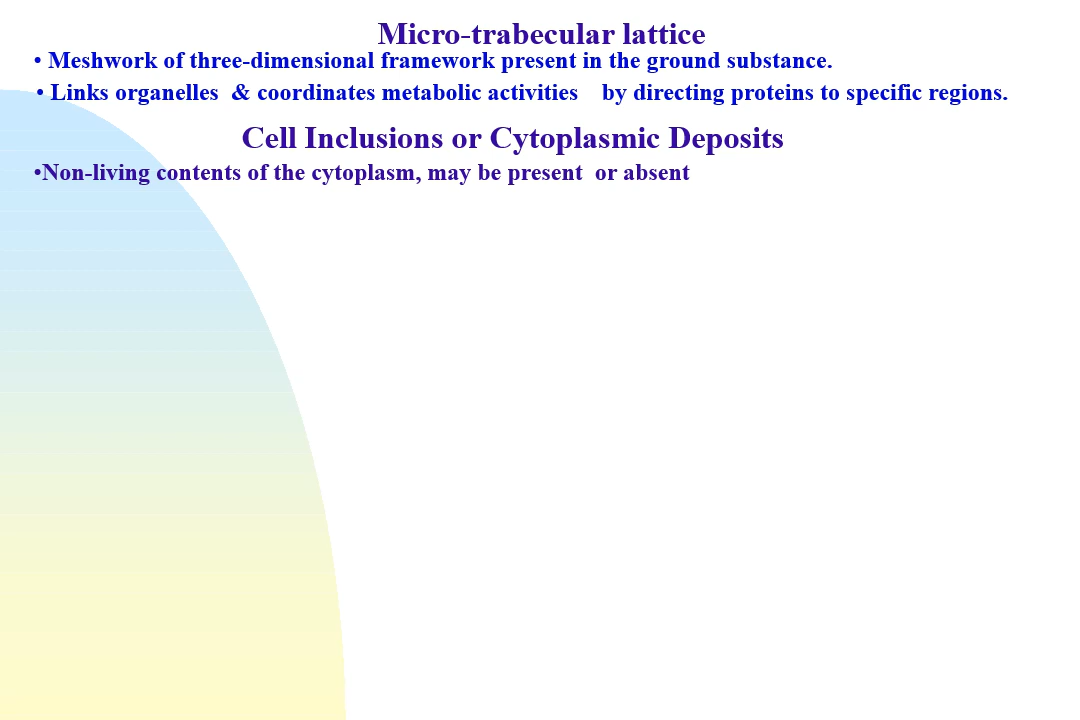 Micro-trabecular lattice
• Meshwork of three-dimensional framework present in the ground substance.
• Links organelles & coordinates metabolic activities by directing proteins to specific regions.
Cell Inclusions or Cytoplasmic Deposits
•Non-living contents of the cytoplasm, may be present or absent